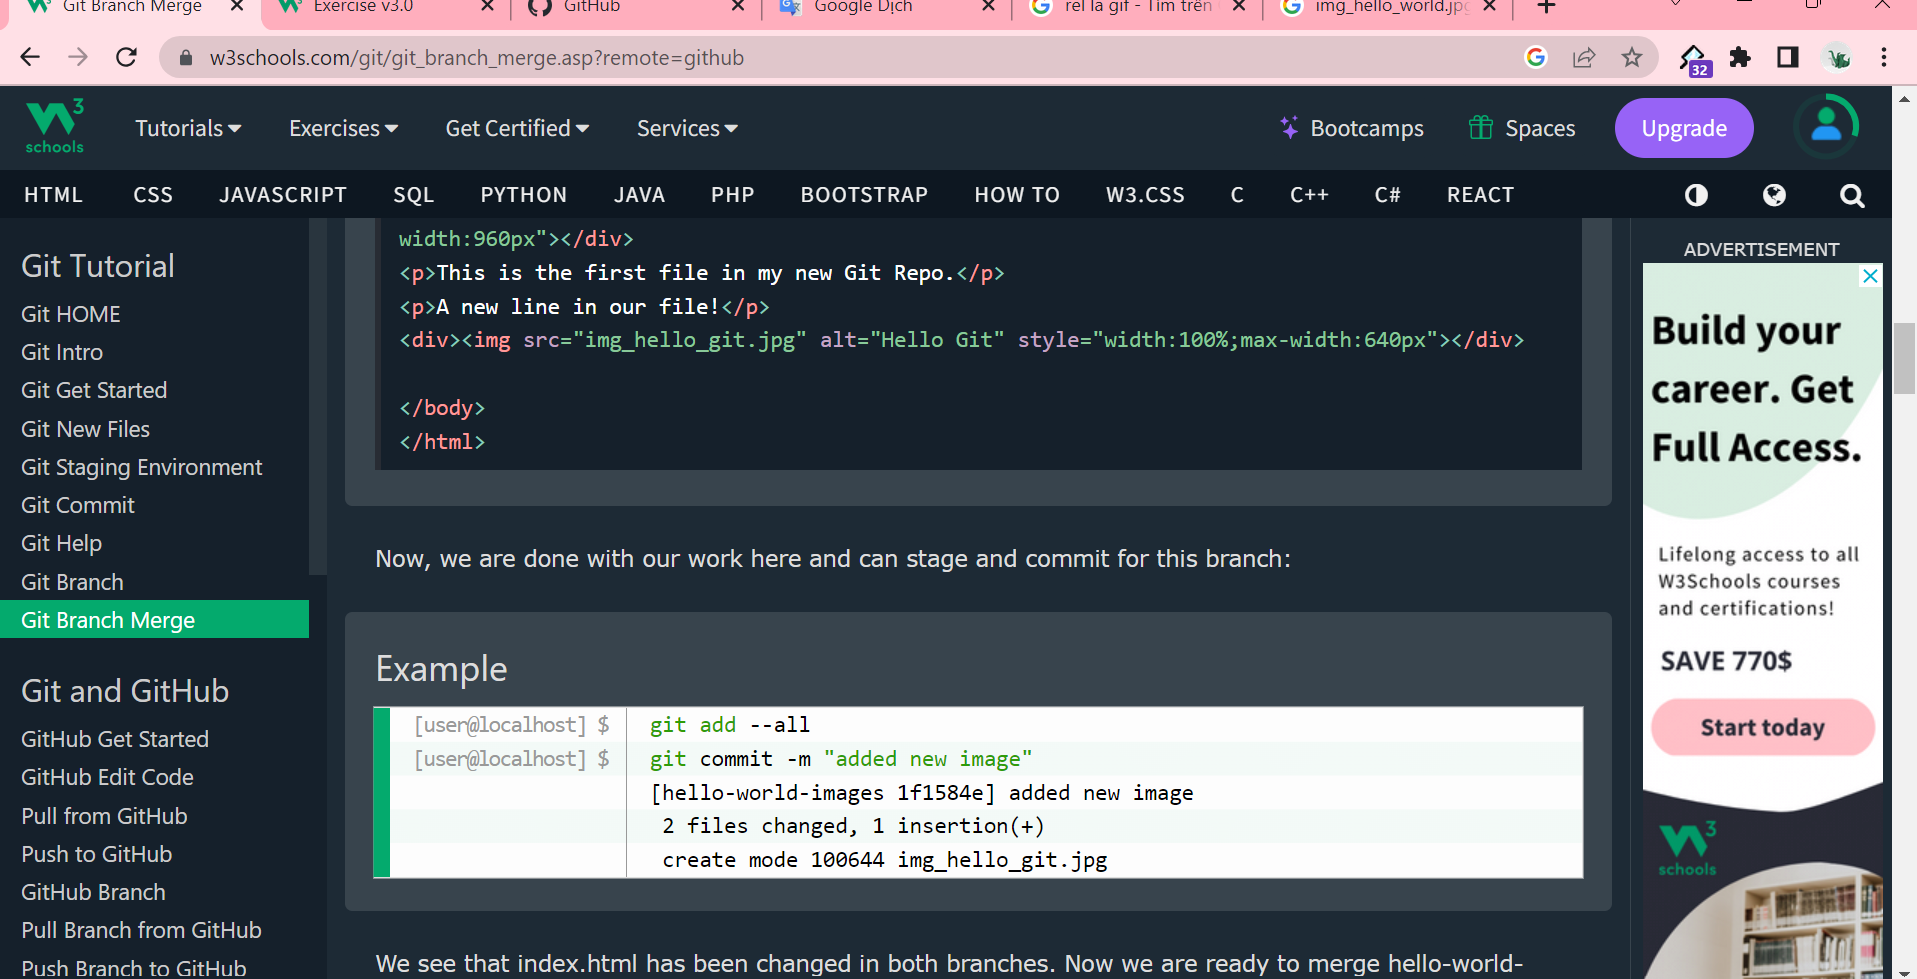 Git Branch Merge
Exercise v3.0
GitHub
Google Dịch
rel là gif - Tìm trên
img_hello_world.jpg
w3schools.com/git/git_branch_merge.asp?remote=github
32
W3
schools
Tutorials
Exercises
Get Certified
Services
Bootcamps
Spaces
Upgrade
HTML
CSS
JAVASCRIPT
SQL
PYTHON
JAVA
PHP
BOOTSTRAP
HOW TO
W3.CSS
C
C++
C#
REACT
Git Tutorial
Git HOME
Git Intro
Git Get Started
Git New Files
Git Staging Environment
Git Commit
Git Help
Git Branch
Git Branch Merge
Git and GitHub
GitHub Get Started
GitHub Edit Code
Pull from GitHub
Push to GitHub
GitHub Branch
Pull Branch from GitHub
Push Branch to GitHub
width:960px"></div>
<p>This is the first file in my new Git Repo.</p>
<p>A new line in our file!</p>
<div><img src="img_hello_git.jpg" alt="Hello Git" style="width:100%;max-width:640px"></div>
</body>
</html>
Now, we are done with our work here and can stage and commit for this branch:
Example
[user@localhost] $ git add --all
[user@localhost] $ git commit -m "added new image"
[hello-world-images 1f1584e] added new image
2 files changed, 1 insertion(+)
create mode 100644 img_hello_git.jpg
We see that index.html has been changed in both branches. Now we are ready to merge hello-world-
ADVERTISEMENT
Build your
career. Get
Full Access.
Lifelong access to all
W3Schools courses
and certifications!
SAVE 770$
Start today
W3
schools